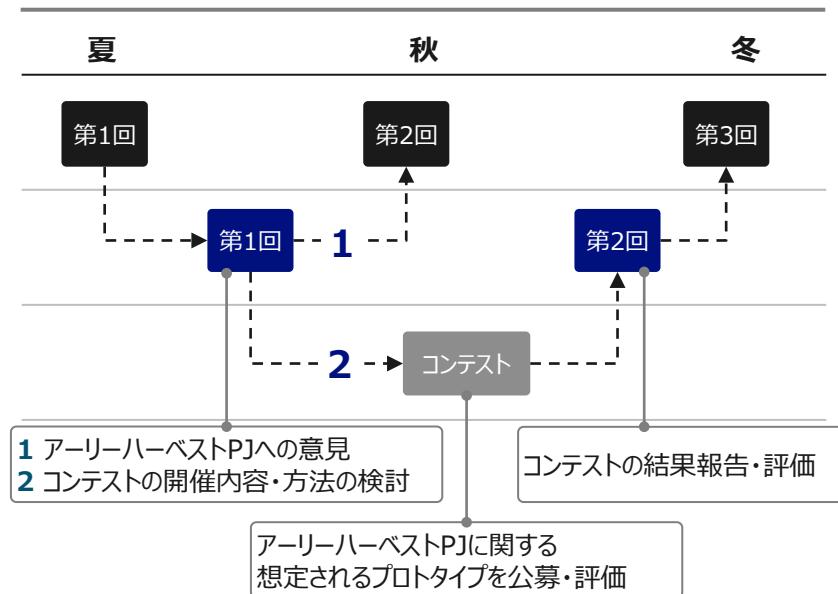 夏 秋 冬
第1回 第2回 第3回
第1回 1 第2回
2 コンテスト
1 アーリーハーベストPJへの意見
2 コンテストの開催内容・方法の検討
コンテストの結果報告・評価
アーリーハーベストPJに関する
想定されるプロトタイプを公募・評価